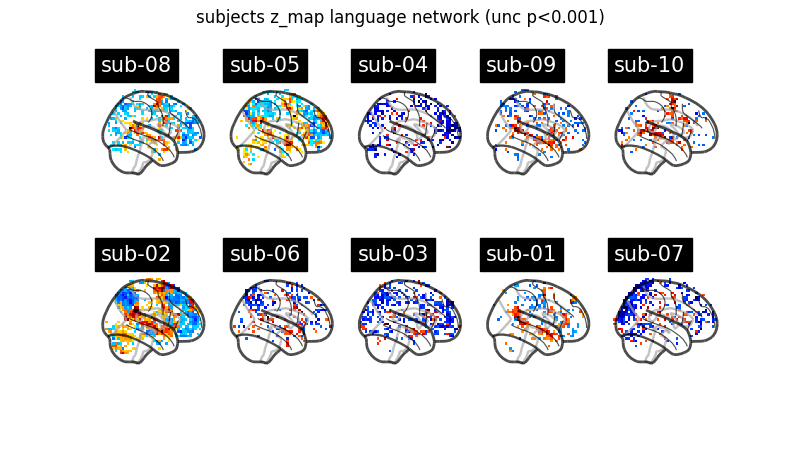 subjects z_map language network (unc p<0.001)
sub-08
sub-05
sub-04
sub-09
sub-10
sub-02
sub-06
sub-03
sub-01
sub-07